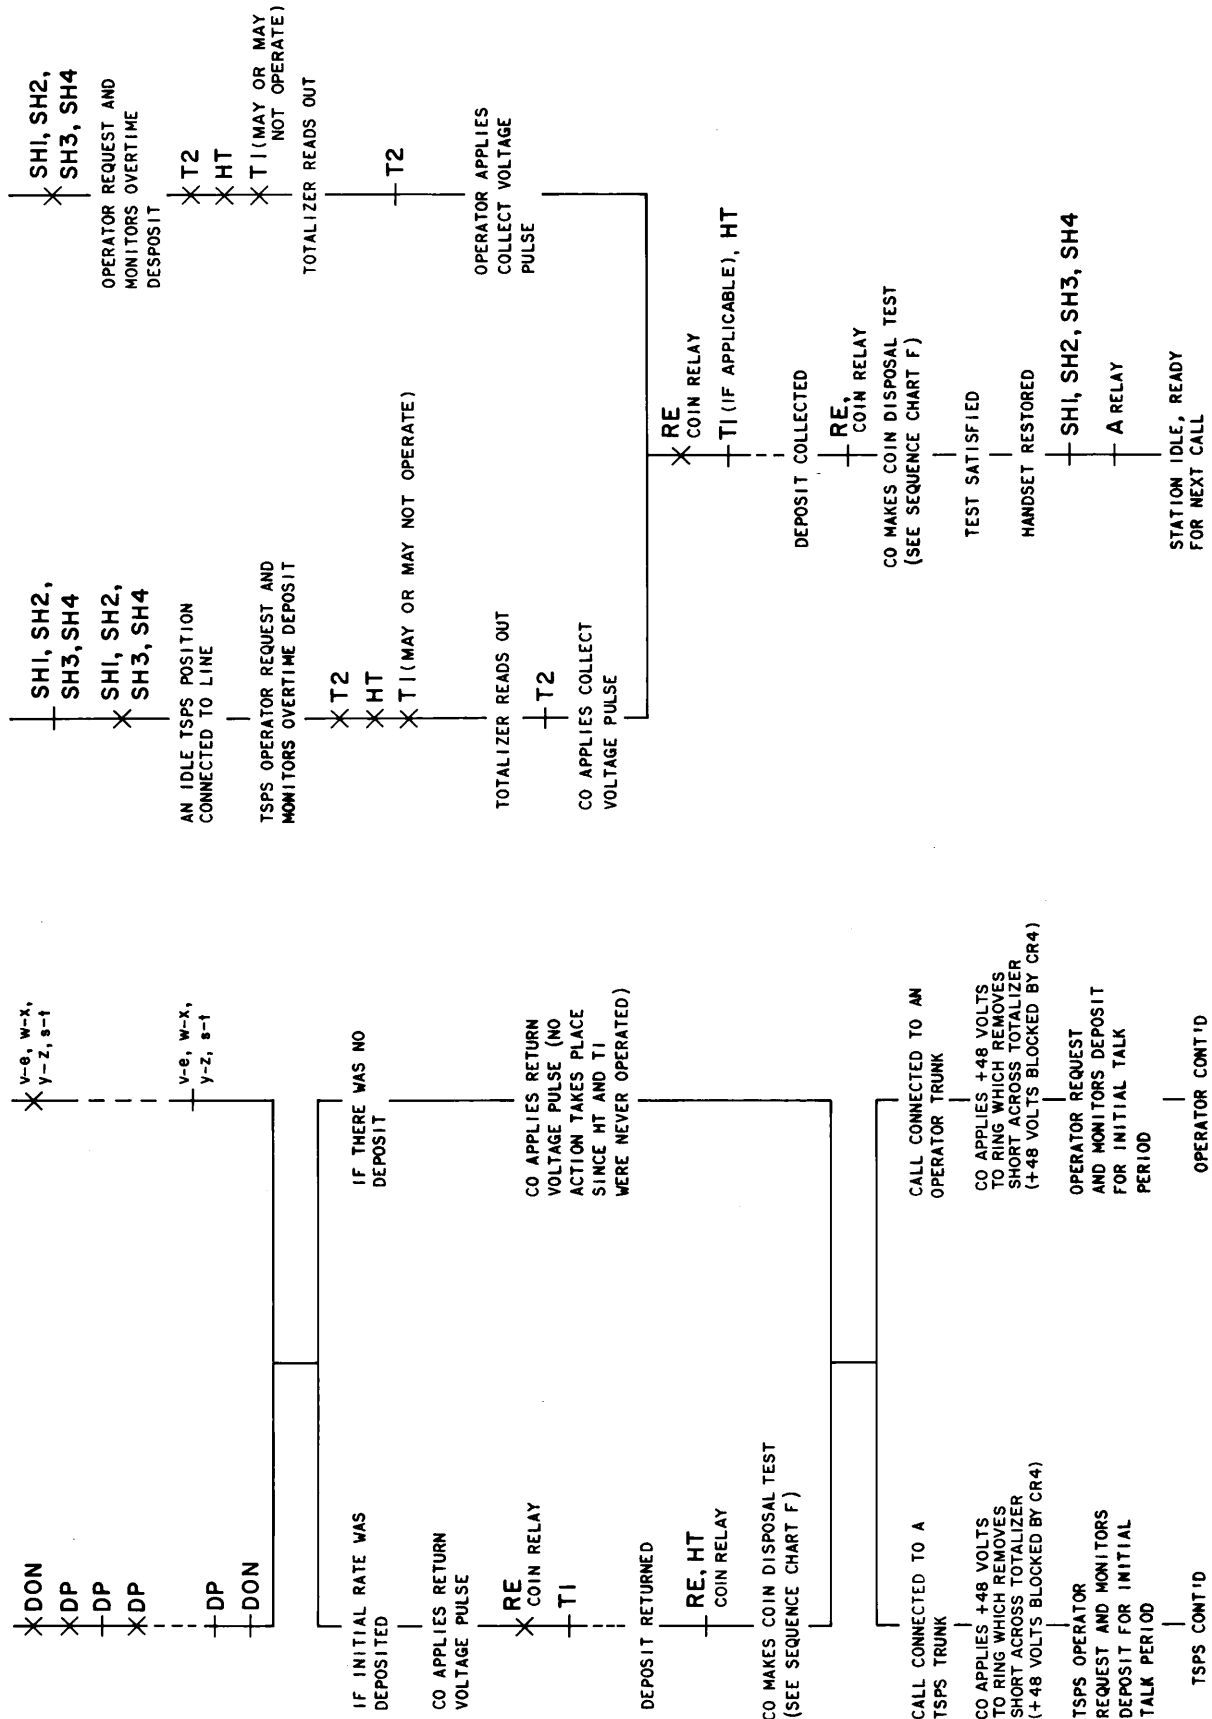 DON
DP
DP
DP
DP
DON
v-e, w-x,
y-z, s-t
v-e, w-x,
y-z, s-t
IF INITIAL RATE WAS
DEPOSITED
CO APPLIES RETURN
VOLTAGE PULSE
RE
COIN RELAY
T1
DEPOSIT RETURNED
RE, HT
COIN RELAY
CO MAKES COIN DISPOSAL TEST
(SEE SEQUENCE CHART F)
IF THERE WAS NO
DEPOSIT
CO APPLIES RETURN
VOLTAGE PULSE (NO
ACTION TAKES PLACE
SINCE HT AND T1
WERE NEVER OPERATED)
CALL CONNECTED TO A
TSPS TRUNK
CO APPLIES +48 VOLTS
TO RING WHICH REMOVES
SHORT ACROSS TOTALIZER
(+48 VOLTS BLOCKED BY CR4)
TSPS OPERATOR
REQUEST AND MONITORS
DEPOSIT FOR INITIAL
TALK PERIOD
TSPS CONT'D
CALL CONNECTED TO AN
OPERATOR TRUNK
CO APPLIES +48 VOLTS
TO RING WHICH REMOVES
SHORT ACROSS TOTALIZER
(+48 VOLTS BLOCKED BY CR4)
OPERATOR REQUEST
AND MONITORS DEPOSIT
FOR INITIAL TALK
PERIOD
OPERATOR CONT'D
SH1, SH2,
SH3, SH4
SH1, SH2,
SH3, SH4
AN IDLE TSPS POSITION
CONNECTED TO LINE
TSPS OPERATOR REQUEST AND
MONITORS OVERTIME DEPOSIT
T2
HT
T1 (MAY OR MAY NOT OPERATE)
TOTALIZER READS OUT
T2
CO APPLIES COLLECT
VOLTAGE PULSE
SH1, SH2,
SH3, SH4
OPERATOR REQUEST AND
MONITORS OVERTIME
DESPOSIT
T2
HT
T1 (MAY OR MAY
NOT OPERATE)
TOTALIZER READS OUT
T2
OPERATOR APPLIES
COLLECT VOLTAGE
PULSE
RE
COIN RELAY
T1 (IF APPLICABLE), HT
DEPOSIT COLLECTED
RE,
COIN RELAY
CO MAKES COIN DISPOSAL TEST
(SEE SEQUENCE CHART F)
TEST SATISFIED
HANDSET RESTORED
SH1, SH2, SH3, SH4
A RELAY
STATION IDLE, READY
FOR NEXT CALL